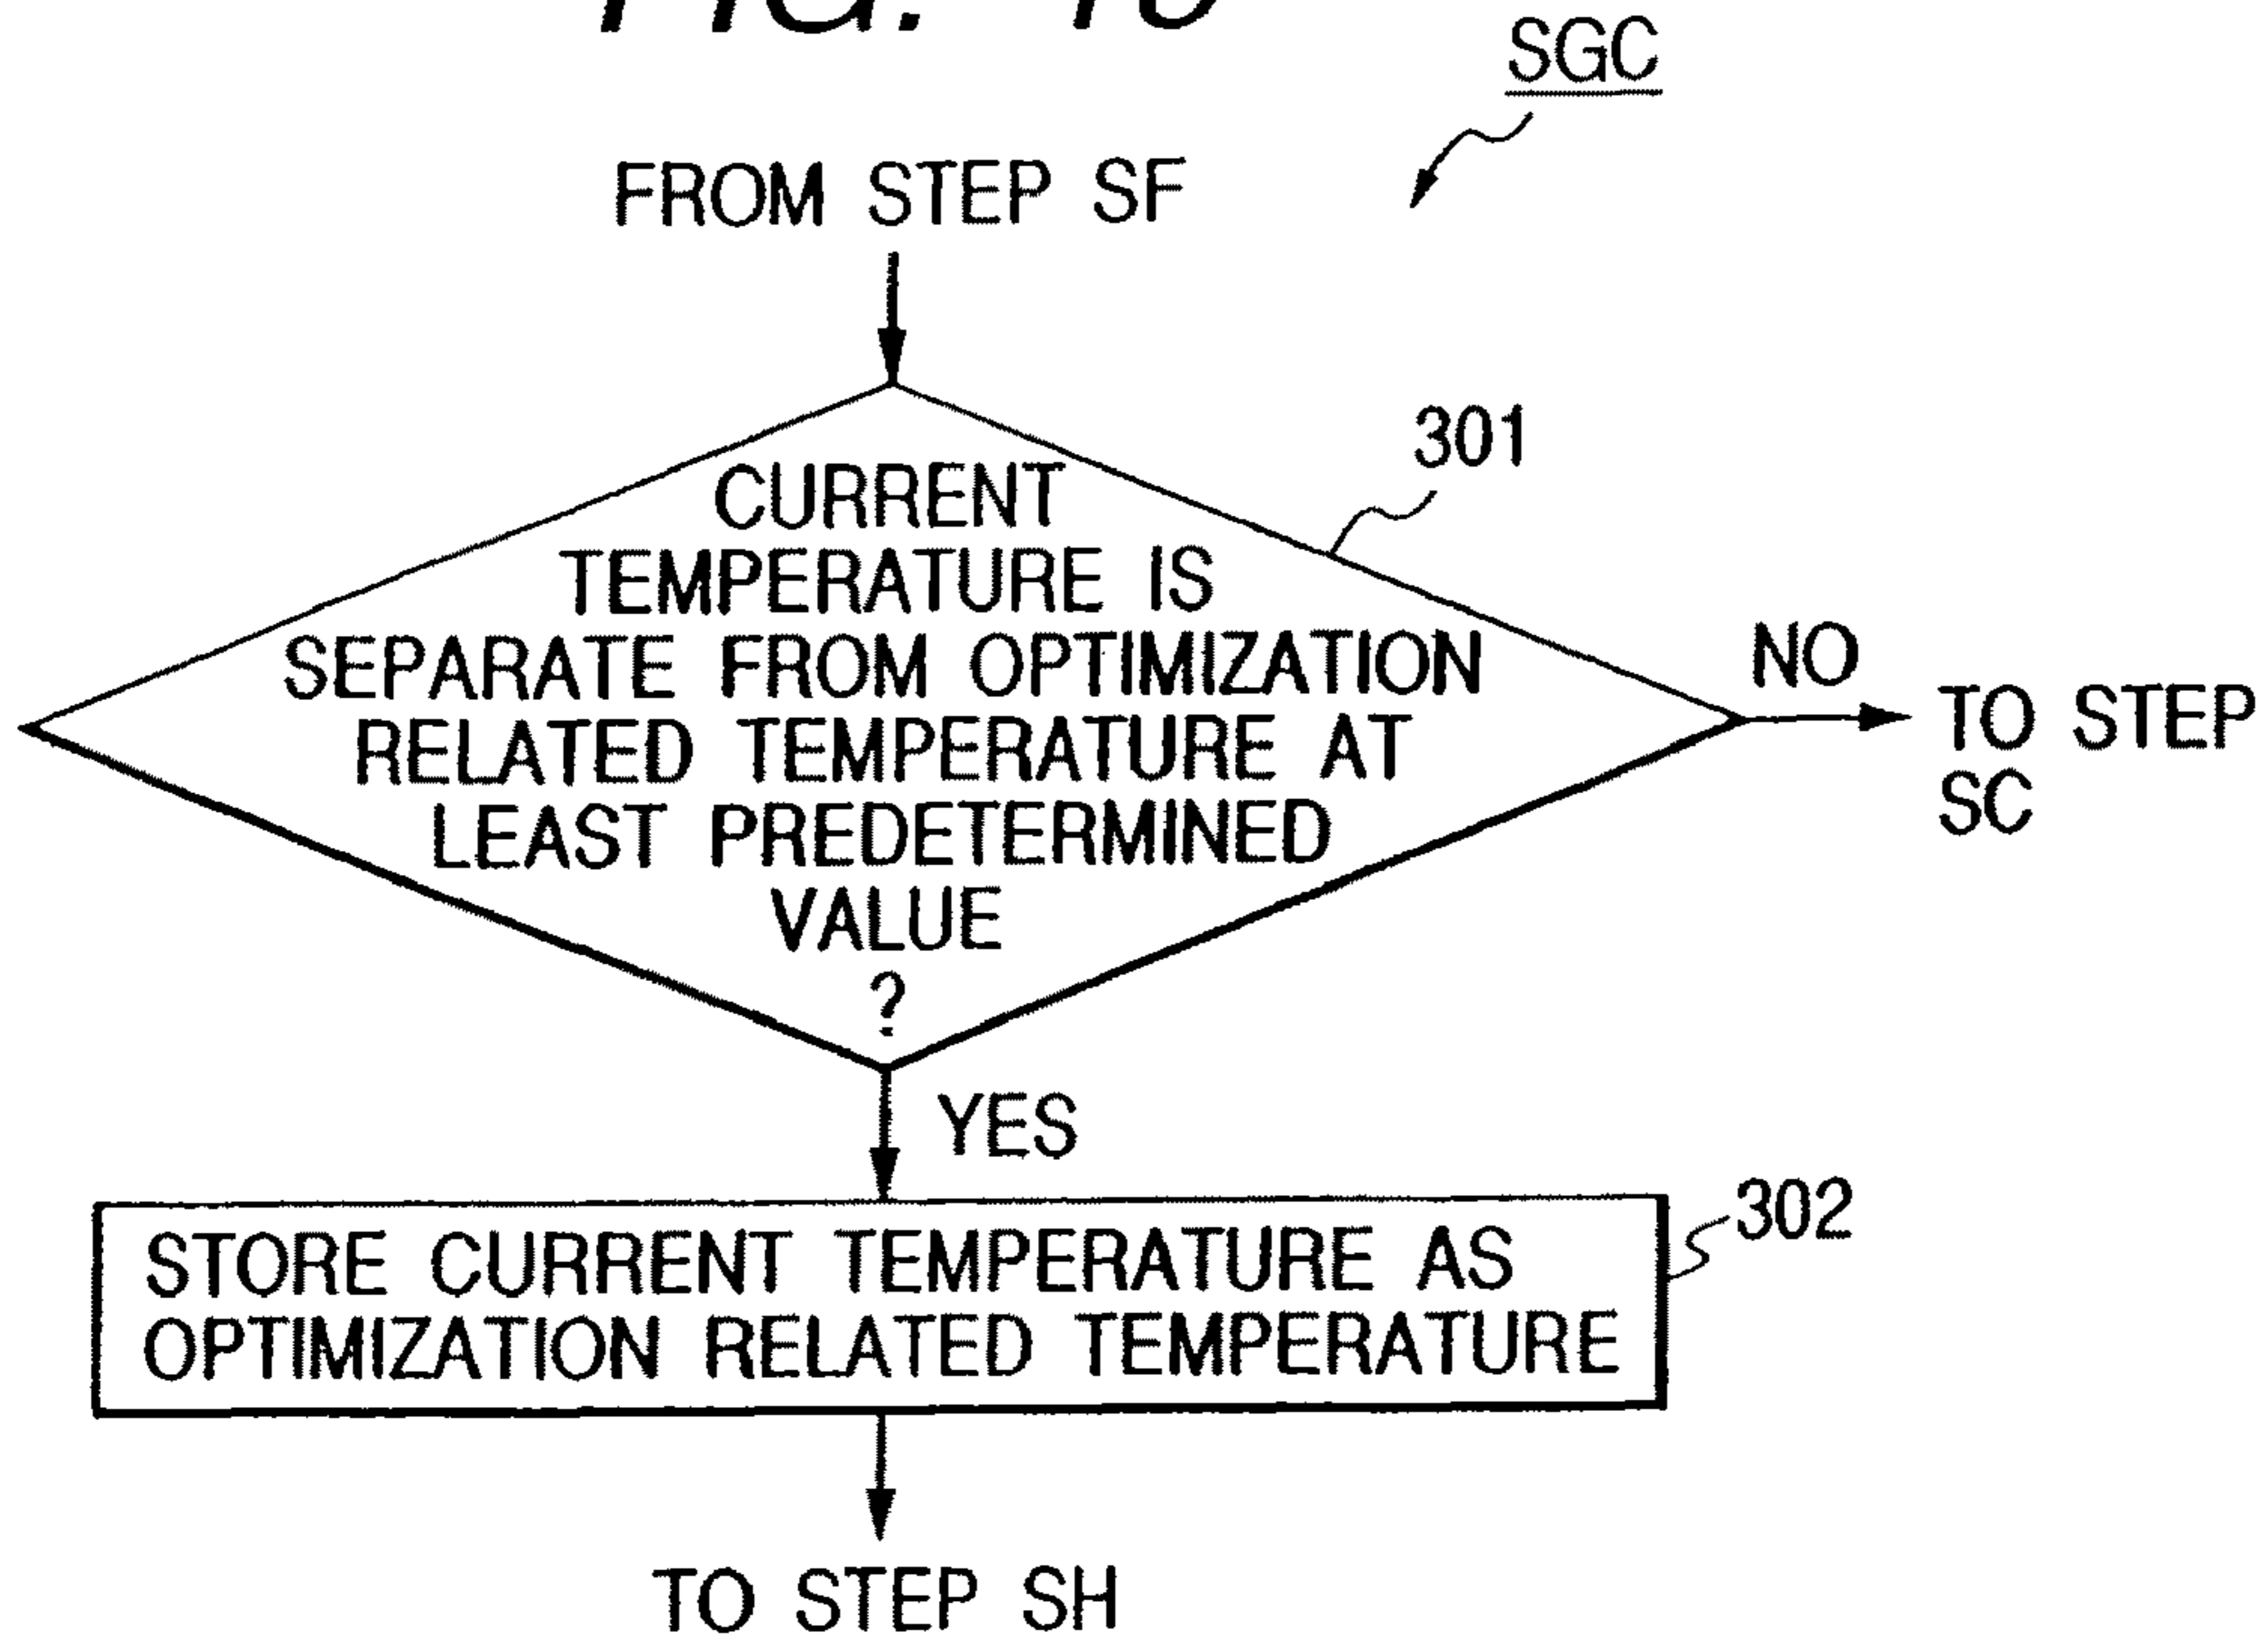 FIG.
SGC
FROM STEP SF
301
CURRENT
TEMPERATURE IS
SEPARATE FROM OPTIMIZATION
RELATED TEMPERATURE AT
LEAST PREDETERMINED
VALUE
?
NO
TO STEP
SC
YES
302
STORE CURRENT TEMPERATURE AS
OPTIMIZATION RELATED TEMPERATURE
TO STEP SH